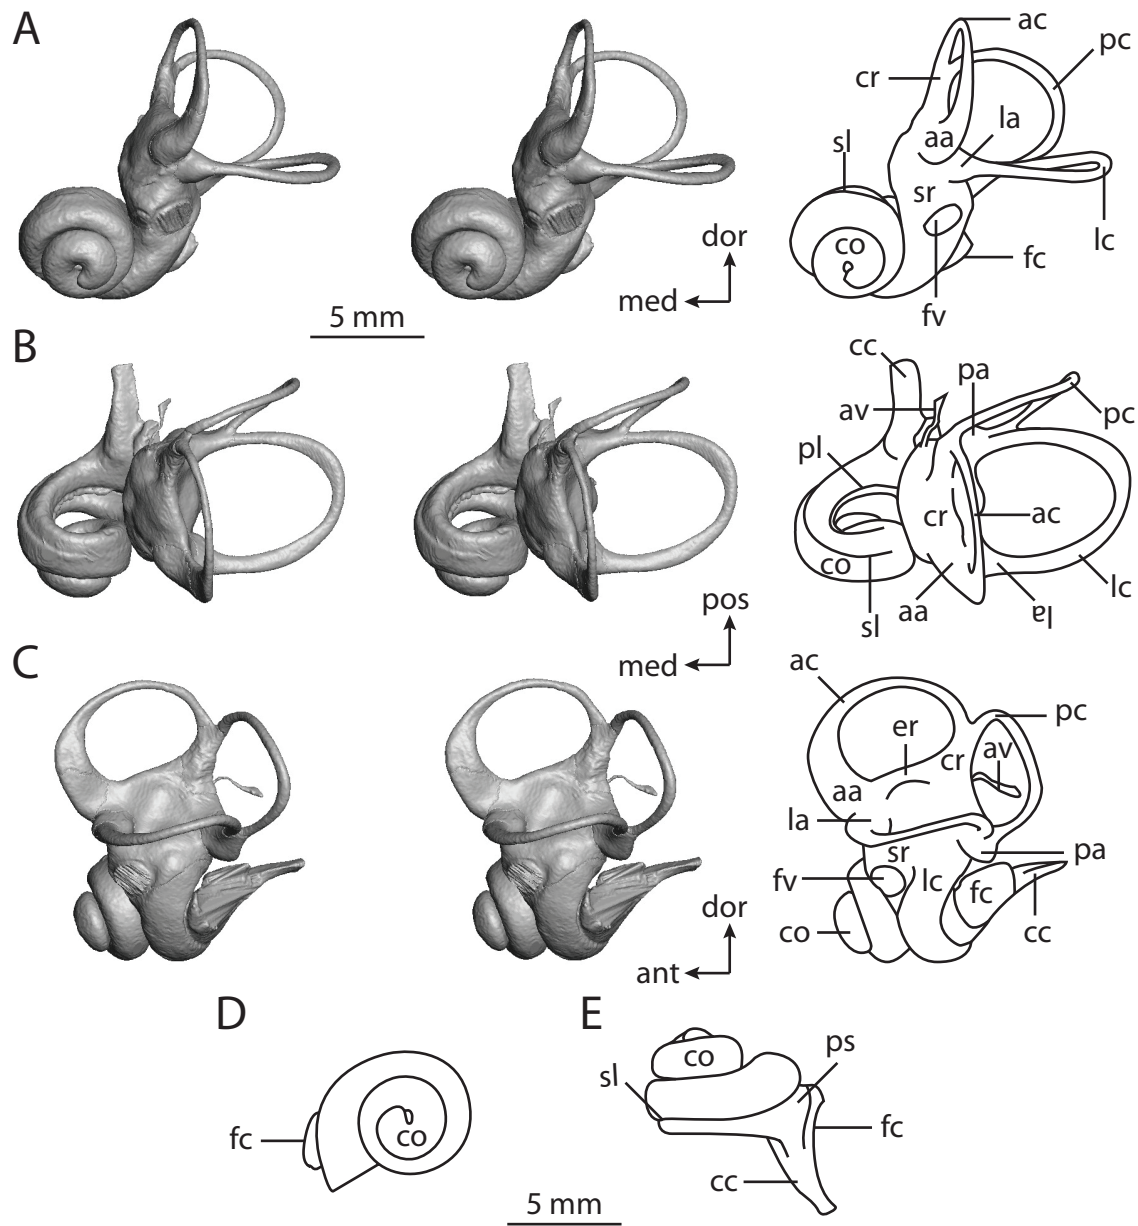 A
ac
pc
cr
la
aa
sl
sr
dor
co
lc
fc
med
5 mm
fv
B
cc
pa
av
pc
pl
cr
ac
co
pos
aa
la
lc
sl
med
C
ac
pc
er
av
cr
aa
la
sr
pa
fv
lc
fc
dor
co
cc
ant
D
E
co
ps
sl
fc
co
fc
cc
5 mm